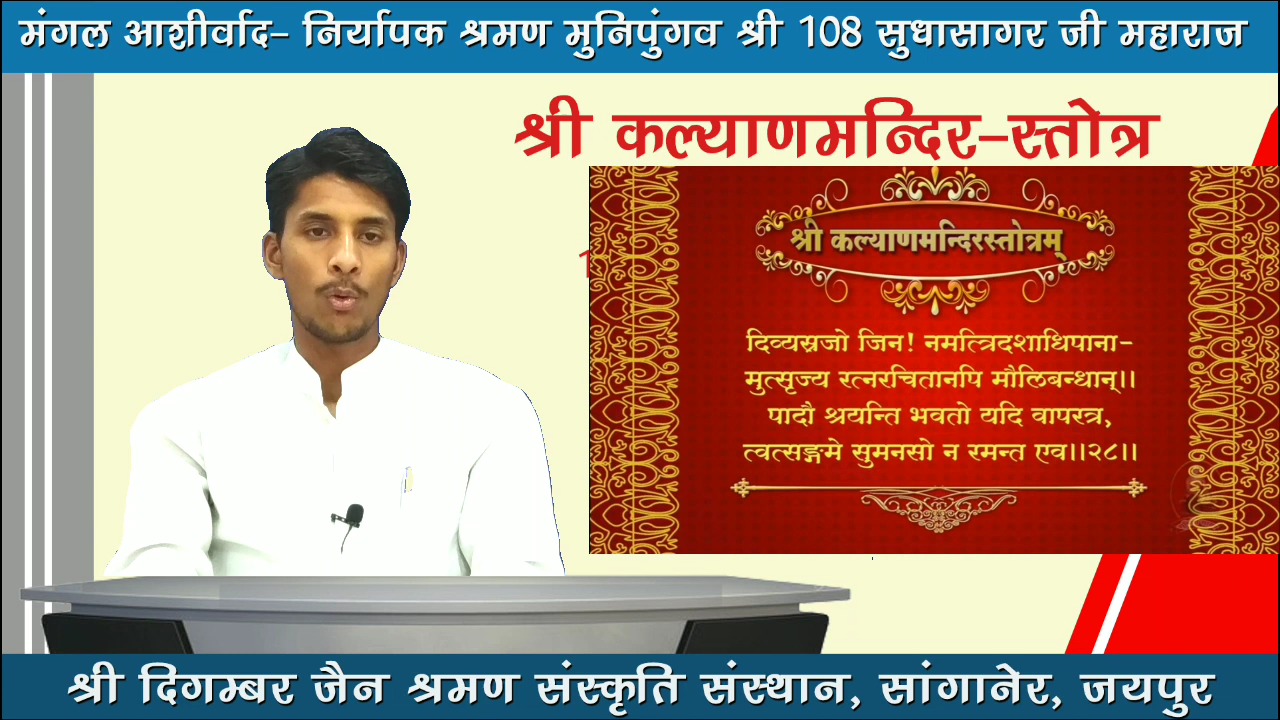 मंगल आशीर्वाद- निर्यापक श्रमण मुनिपुंगव श्री 108 सुधासागर जी महाराज
श्री कल्याणमन्दिर-स्तोत्र
श्री कल्याणमन्दिरस्तोत्रम्
दिव्यस्रजो जिन! नमत्त्रिदशाधिपाना-
मुत्सृज्य रत्नरचितानपि मौलिबन्धान्।।
पादौ श्रयन्ति भवतो यदि वापरत्र,
त्वत्सङ्गमे सुमनसो न रमन्त एव।।२८।।
श्री दिगम्बर जैन श्रमण संस्कृति संस्थान, सांगानेर, जयपुर